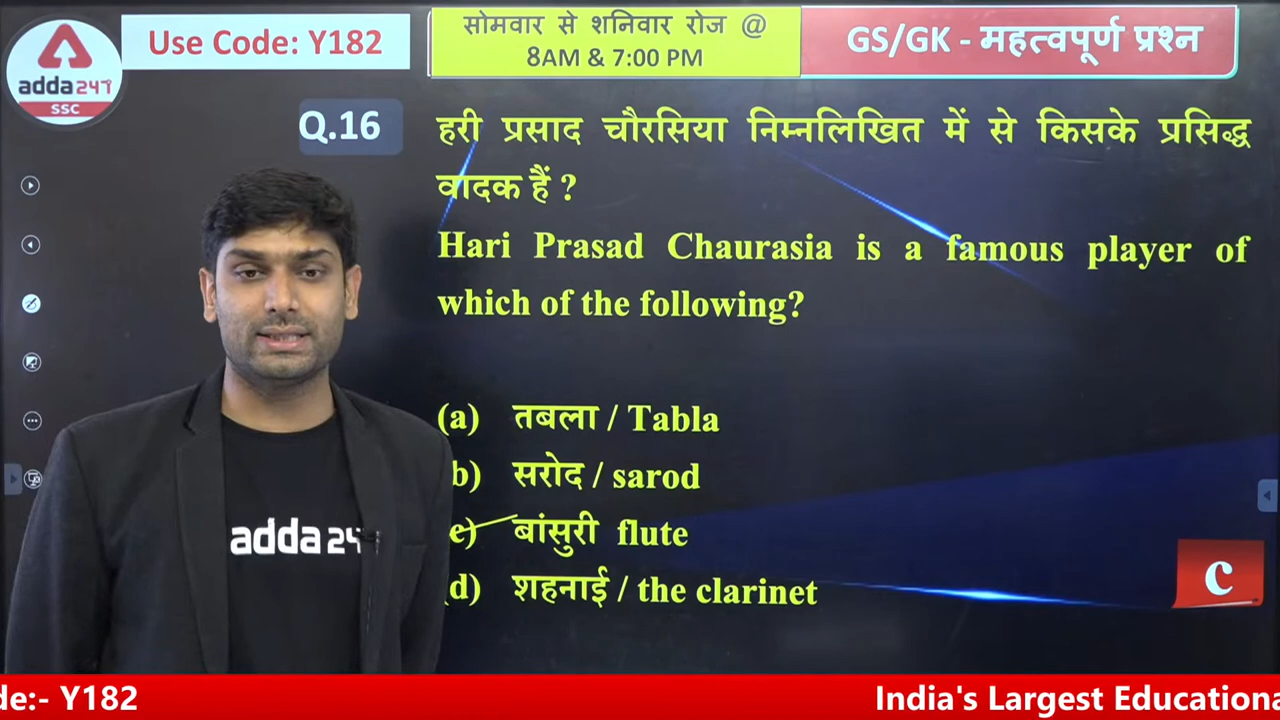 adda247
SSC
Use Code: Y182
सोमवार से शनिवार रोज @
8AM & 7:00 PM
GS/GK - महत्वपूर्ण प्रश्न
Q.16
हरी प्रसाद चौरसिया निम्नलिखित में से किसके प्रसिद्ध
वादक हैं ?
Hari Prasad Chaurasia is a famous player of
which of the following?
(a) तबला / Tabla
b) सरोद / sarod
c) बांसुरी flute
d) शहनाई / the clarinet
C
adda 24
de:- Y182
India's Largest Educationa